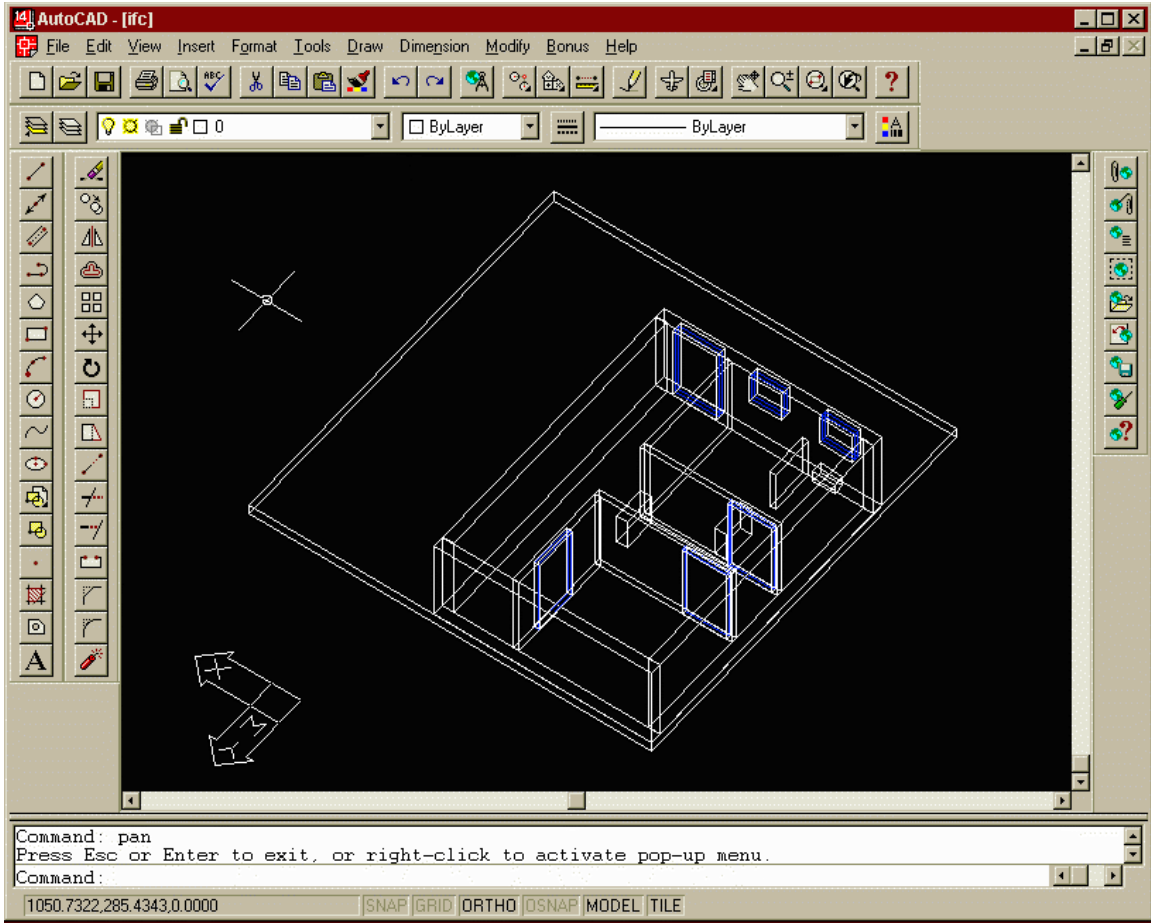 14 AutoCAD - [ifc]
File Edit View Insert Format Tools Draw Dimension Modify Bonus Help
ABC ?
0 ByLayer ByLayer A
A
?
X
Y
M
Command: pan
Press Esc or Enter to exit, or right-click to activate pop-up menu.
Command:
1050.7322,285.4343,0.0000 SNAP GRID ORTHO OSNAP MODEL TILE